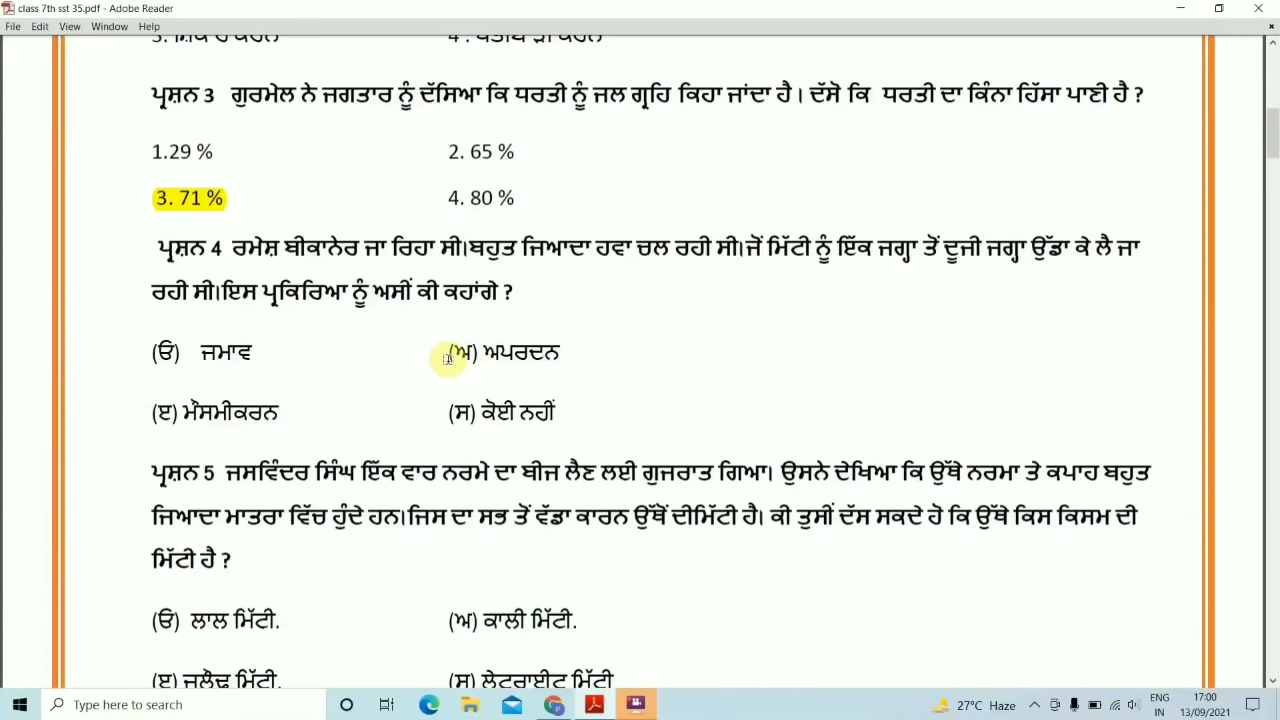 class 7th sst 35.pdf - Adobe Reader
File Edit View Window Help
ਪ੍ਰਸ਼ਨ 3 ਗੁਰਮੇਲ ਨੇ ਜਗਤਾਰ ਨੂੰ ਦੱਸਿਆ ਕਿ ਧਰਤੀ ਨੂੰ ਜਲ ਗ੍ਰਹਿ ਕਿਹਾ ਜਾਂਦਾ ਹੈ। ਦੱਸੋ ਕਿ ਧਰਤੀ ਦਾ ਕਿੰਨਾ ਹਿੱਸਾ ਪਾਣੀ ਹੈ ?
1.29 % 2. 65 %
3. 71 % 4. 80 %
ਪ੍ਰਸ਼ਨ 4 ਰਮੇਸ਼ ਬੀਕਾਨੇਰ ਜਾ ਰਿਹਾ ਸੀ।ਬਹੁਤ ਜਿਆਦਾ ਹਵਾ ਚਲ ਰਹੀ ਸੀ।ਜੋਂ ਮਿੱਟੀ ਨੂੰ ਇੱਕ ਜਗ੍ਹਾ ਤੋਂ ਦੂਜੀ ਜਗ੍ਹਾ ਉੱਡਾ ਕੇ ਲੈ ਜਾ
ਰਹੀ ਸੀ।ਇਸ ਪ੍ਰਕਿਰਿਆ ਨੂੰ ਅਸੀਂ ਕੀ ਕਹਾਂਗੇ ?
(ੳ) ਜਮਾਵ (ਅ) ਅਪਰਦਨ
(ੲ) ਮੌਸਮੀਕਰਨ (ਸ) ਕੋਈ ਨਹੀਂ
ਪ੍ਰਸ਼ਨ 5 ਜਸਵਿੰਦਰ ਸਿੰਘ ਇੱਕ ਵਾਰ ਨਰਮੇ ਦਾ ਬੀਜ ਲੈਣ ਲਈ ਗੁਜਰਾਤ ਗਿਆ। ਉਸਨੇ ਦੇਖਿਆ ਕਿ ਉੱਥੇ ਨਰਮਾ ਤੇ ਕਪਾਹ ਬਹੁਤ
ਜਿਆਦਾ ਮਾਤਰਾ ਵਿੱਚ ਹੁੰਦੇ ਹਨ।ਜਿਸ ਦਾ ਸਭ ਤੋਂ ਵੱਡਾ ਕਾਰਨ ਉੱਥੋਂ ਦੀਮਿੱਟੀ ਹੈ। ਕੀ ਤੁਸੀਂ ਦੱਸ ਸਕਦੇ ਹੋ ਕਿ ਉੱਥੇ ਕਿਸ ਕਿਸਮ ਦੀ
ਮਿੱਟੀ ਹੈ ?
(ੳ) ਲਾਲ ਮਿੱਟੀ. (ਅ) ਕਾਲੀ ਮਿੱਟੀ.
(ੲ) ਜਲੋਢ ਮਿੱਟੀ. (ਸ) ਲੇਟਰਾਈਟ ਮਿੱਟੀ
Type here to search
27°C Haze
ENG 17:00
IN 13/09/2021